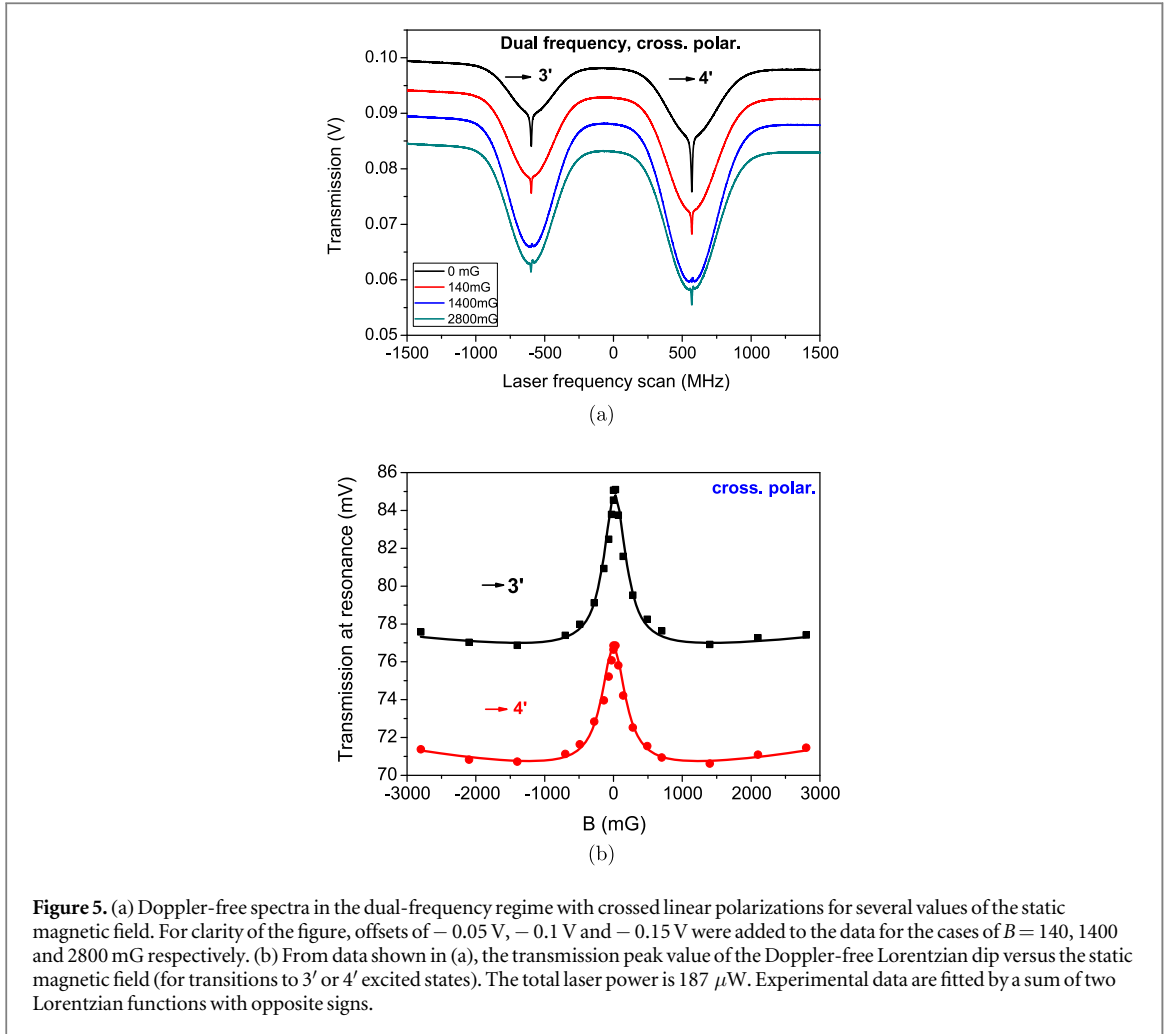 Dual frequency, cross. polar.
3'
4'
0.10
0.09
0.08
0.07
0.06
0.05
Transmission (V)
0 mG
140mG
1400mG
2800mG
-1500 -1000 -500 0 500 1000 1500
Laser frequency scan (MHz)
(a)
86
84
82
80
78
76
74
72
70
Transmission at resonance (mV)
cross. polar.
3'
4'
-3000 -2000 -1000 0 1000 2000 3000
B (mG)
(b)
Figure 5. (a) Doppler-free spectra in the dual-frequency regime with crossed linear polarizations for several values of the static
magnetic field. For clarity of the figure, offsets of − 0.05 V, − 0.1 V and − 0.15 V were added to the data for the cases of B = 140, 1400
and 2800 mG respectively. (b) From data shown in (a), the transmission peak value of the Doppler-free Lorentzian dip versus the static
magnetic field (for transitions to 3′ or 4′ excited states). The total laser power is 187 μW. Experimental data are fitted by a sum of two
Lorentzian functions with opposite signs.